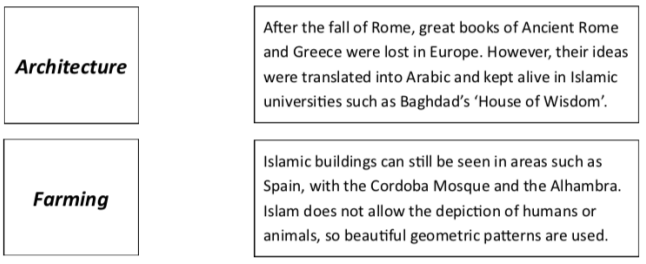 Architecture
After the fall of Rome, great books of Ancient Rome
and Greece were lost in Europe. However, their ideas
were translated into Arabic and kept alive in Islamic
universities such as Baghdad's 'House of Wisdom'.
Farming
Islamic buildings can still be seen in areas such as
Spain, with the Cordoba Mosque and the Alhambra.
Islam does not allow the depiction of humans or
animals, so beautiful geometric patterns are used.